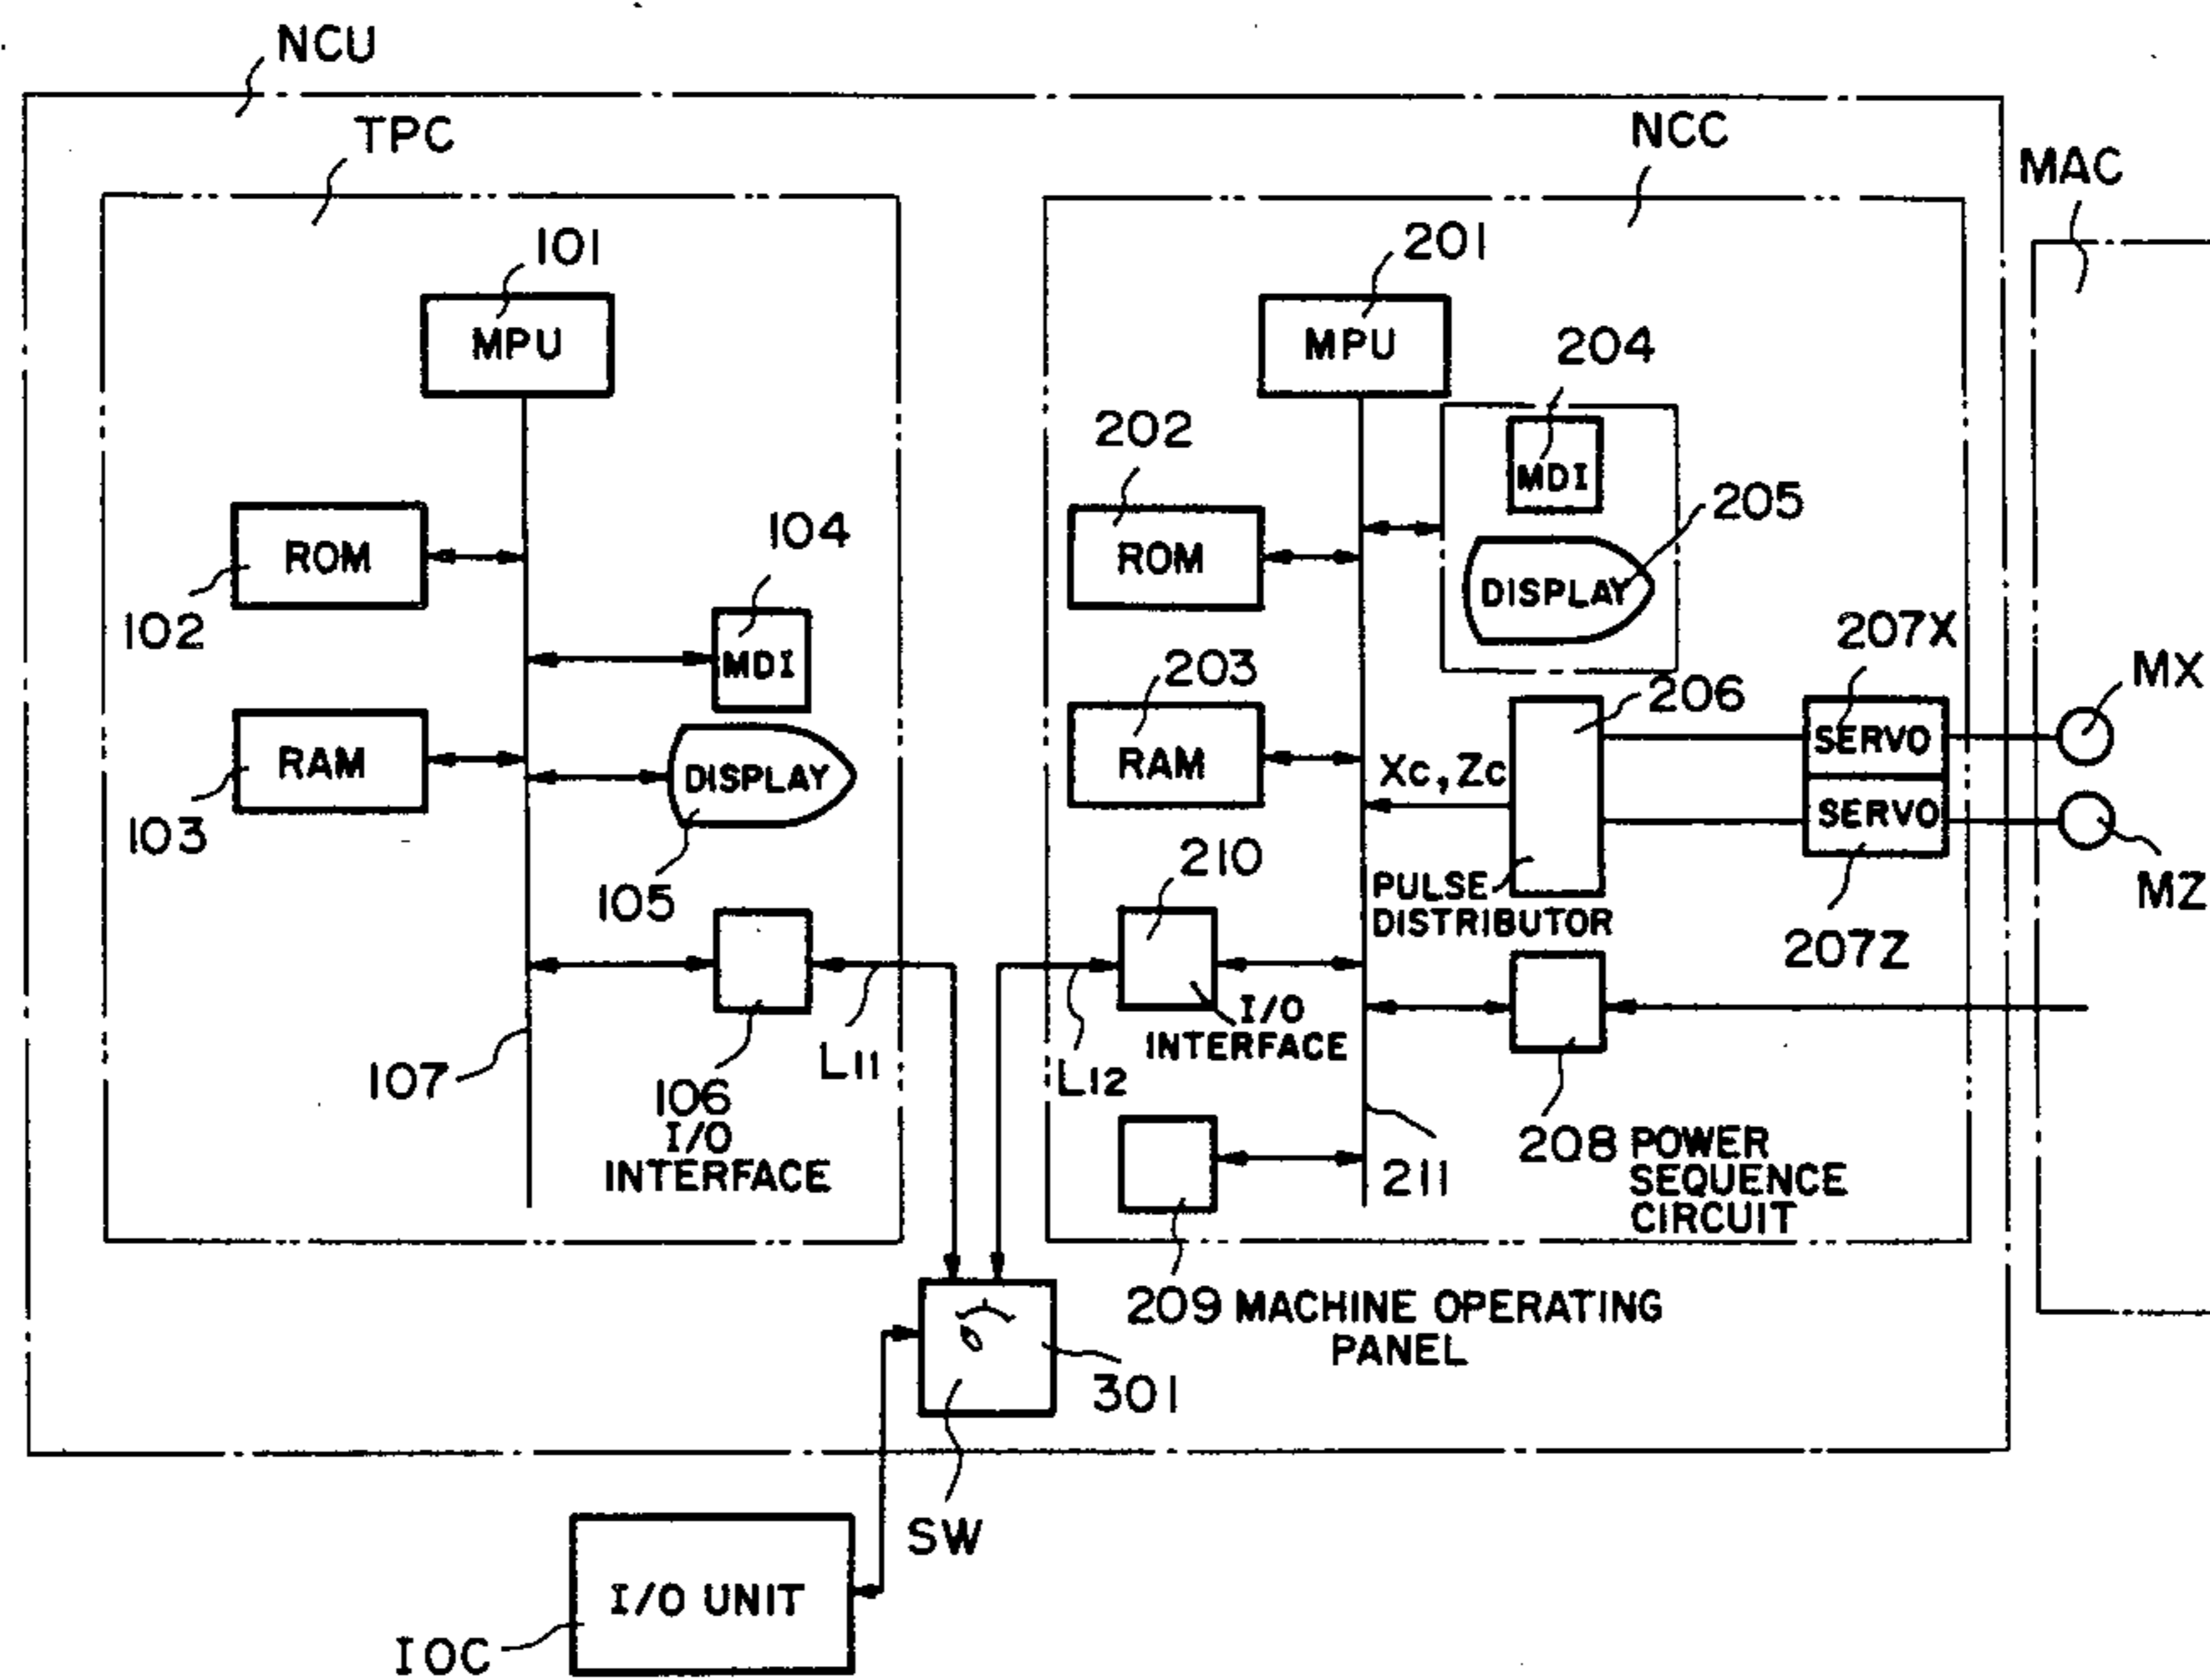 NCU
TPC
NCC
MAC
101
MPU
201
MPU
204
MDI
202
ROM
205
DISPLAY
104
MDI
ROM
102
207X
MX
203
RAM
206
SERVO
RAM
103
DISPLAY
105
Xc, Zc
SERVO
MZ
207Z
210
PULSE
DISTRIBUTOR
I/O
INTERFACE
L11
L12
107
106
I/O
INTERFACE
208 POWER
SEQUENCE
CIRCUIT
211
209 MACHINE OPERATING
PANEL
301
SW
I/O UNIT
IOC